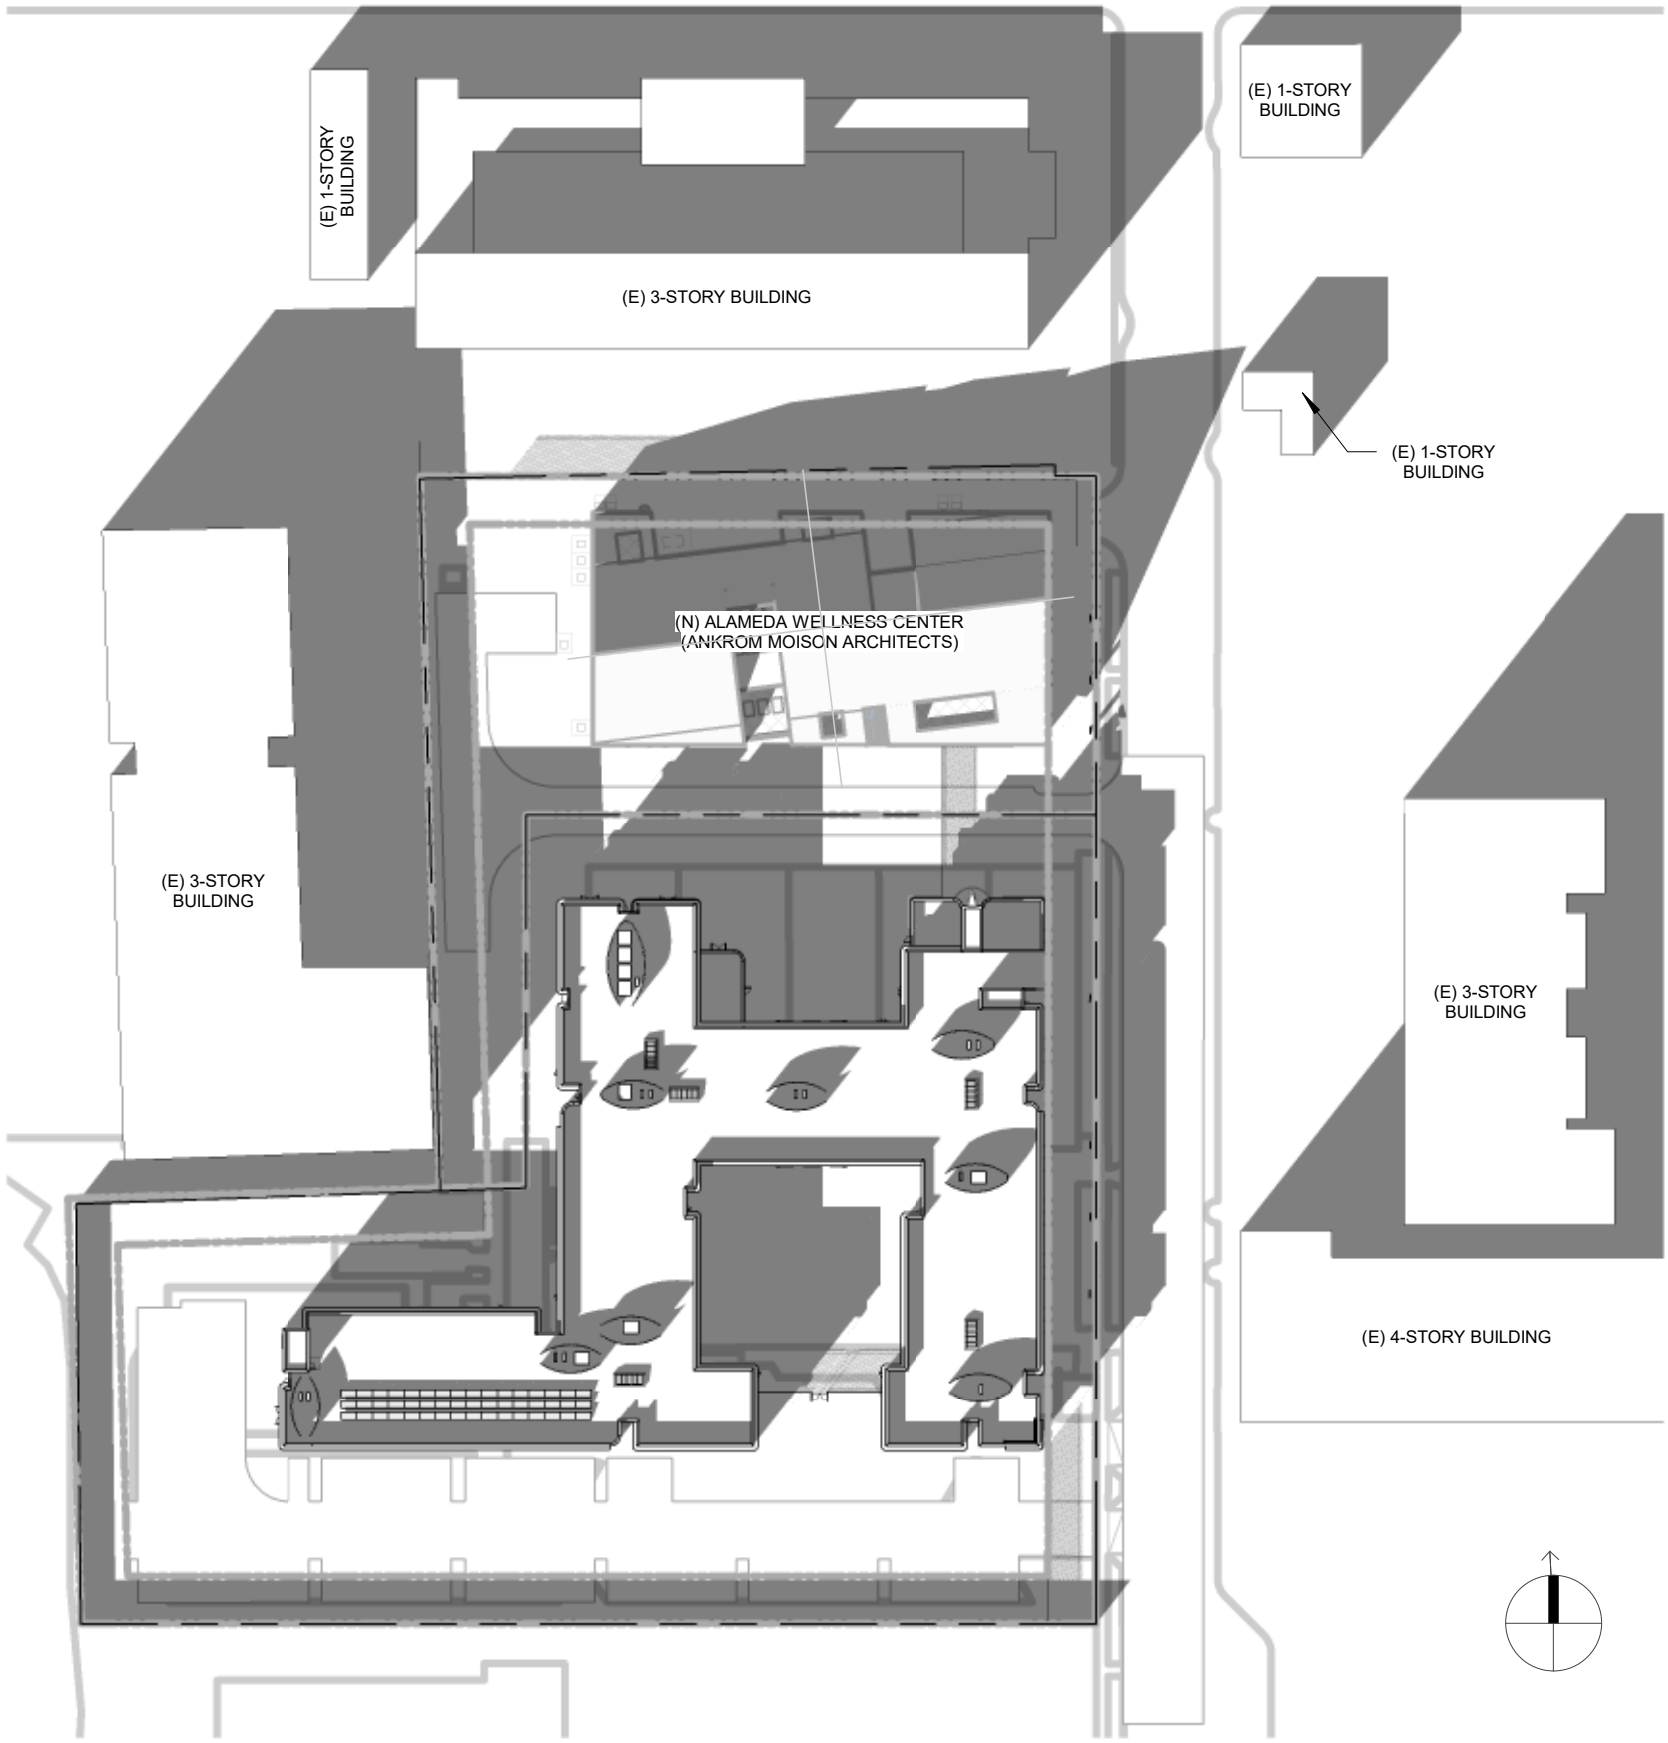 (E) 1-STORY
BUILDING
(E) 1-STORY
BUILDING
(E) 3-STORY BUILDING
(E) 1-STORY
BUILDING
(N) ALAMEDA WELLNESS CENTER
(ANKROM MOISON ARCHITECTS)
(E) 3-STORY
BUILDING
(E) 3-STORY
BUILDING
(E) 4-STORY BUILDING